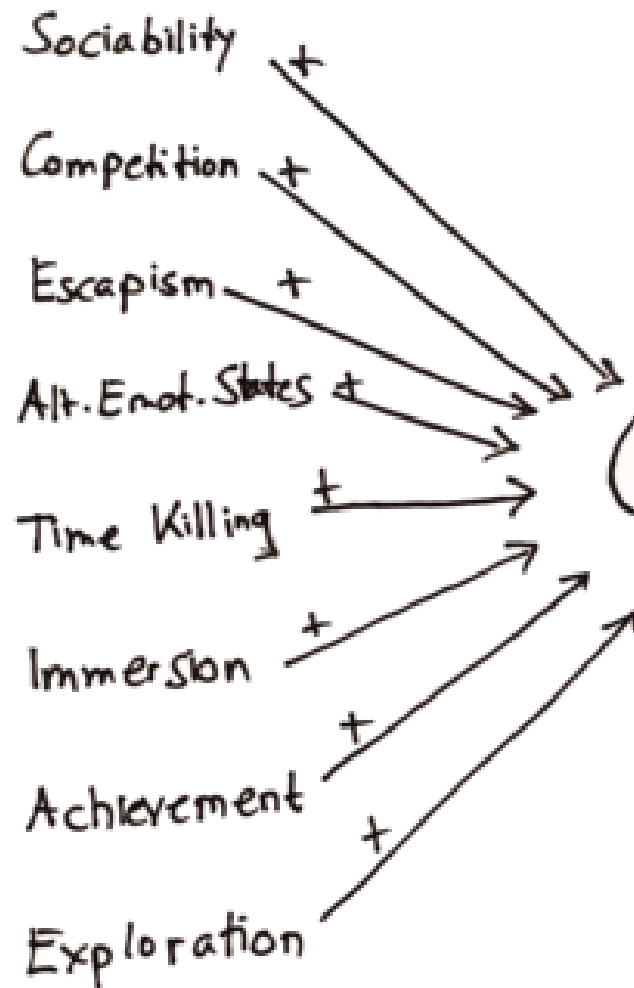 Sociability +
Competition +
Escapism +
Alt. Emot. States +
Time Killing +
Immersion +
Achievement +
Exploration +